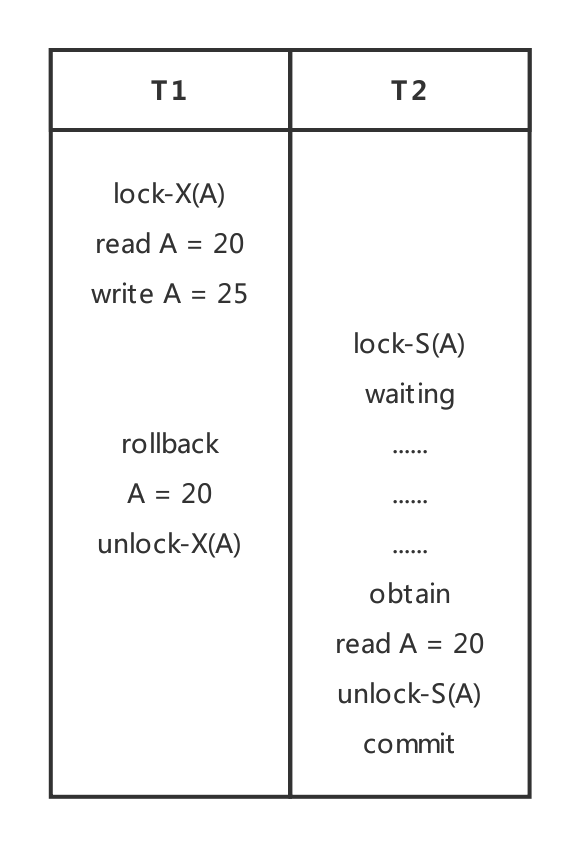 T1
T2
lock-X(A)
read A = 20
write A = 25
lock-S(A)
waiting
rollback
......
A = 20
......
unlock-X(A)
......
obtain
read A = 20
unlock-S(A)
commit